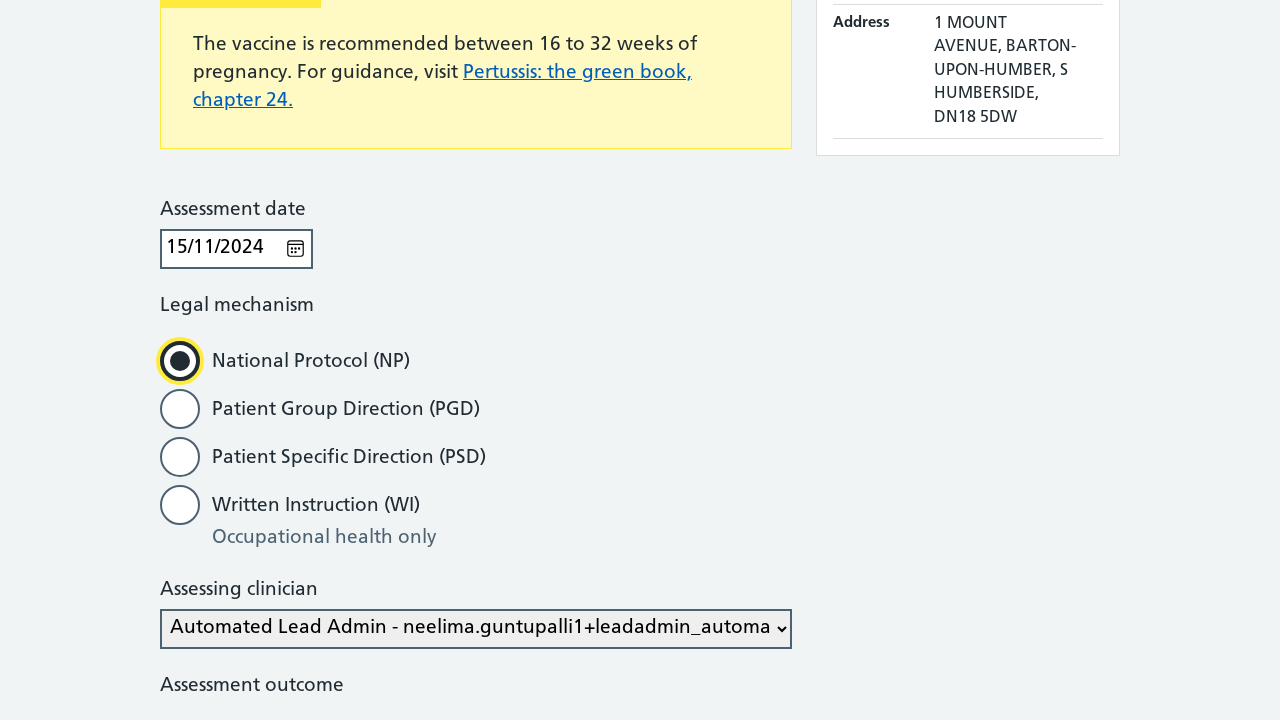 The vaccine is recommended between 16 to 32 weeks of
pregnancy. For guidance, visit Pertussis: the green book,
chapter 24.
Address
1 MOUNT
AVENUE, BARTON-
UPON-HUMBER, S
HUMBERSIDE,
DN18 5DW
Assessment date
15/11/2024
Legal mechanism
National Protocol (NP)
Patient Group Direction (PGD)
Patient Specific Direction (PSD)
Written Instruction (WI)
Occupational health only
Assessing clinician
Automated Lead Admin - neelima.guntupalli1+leadadmin_automa
Assessment outcome